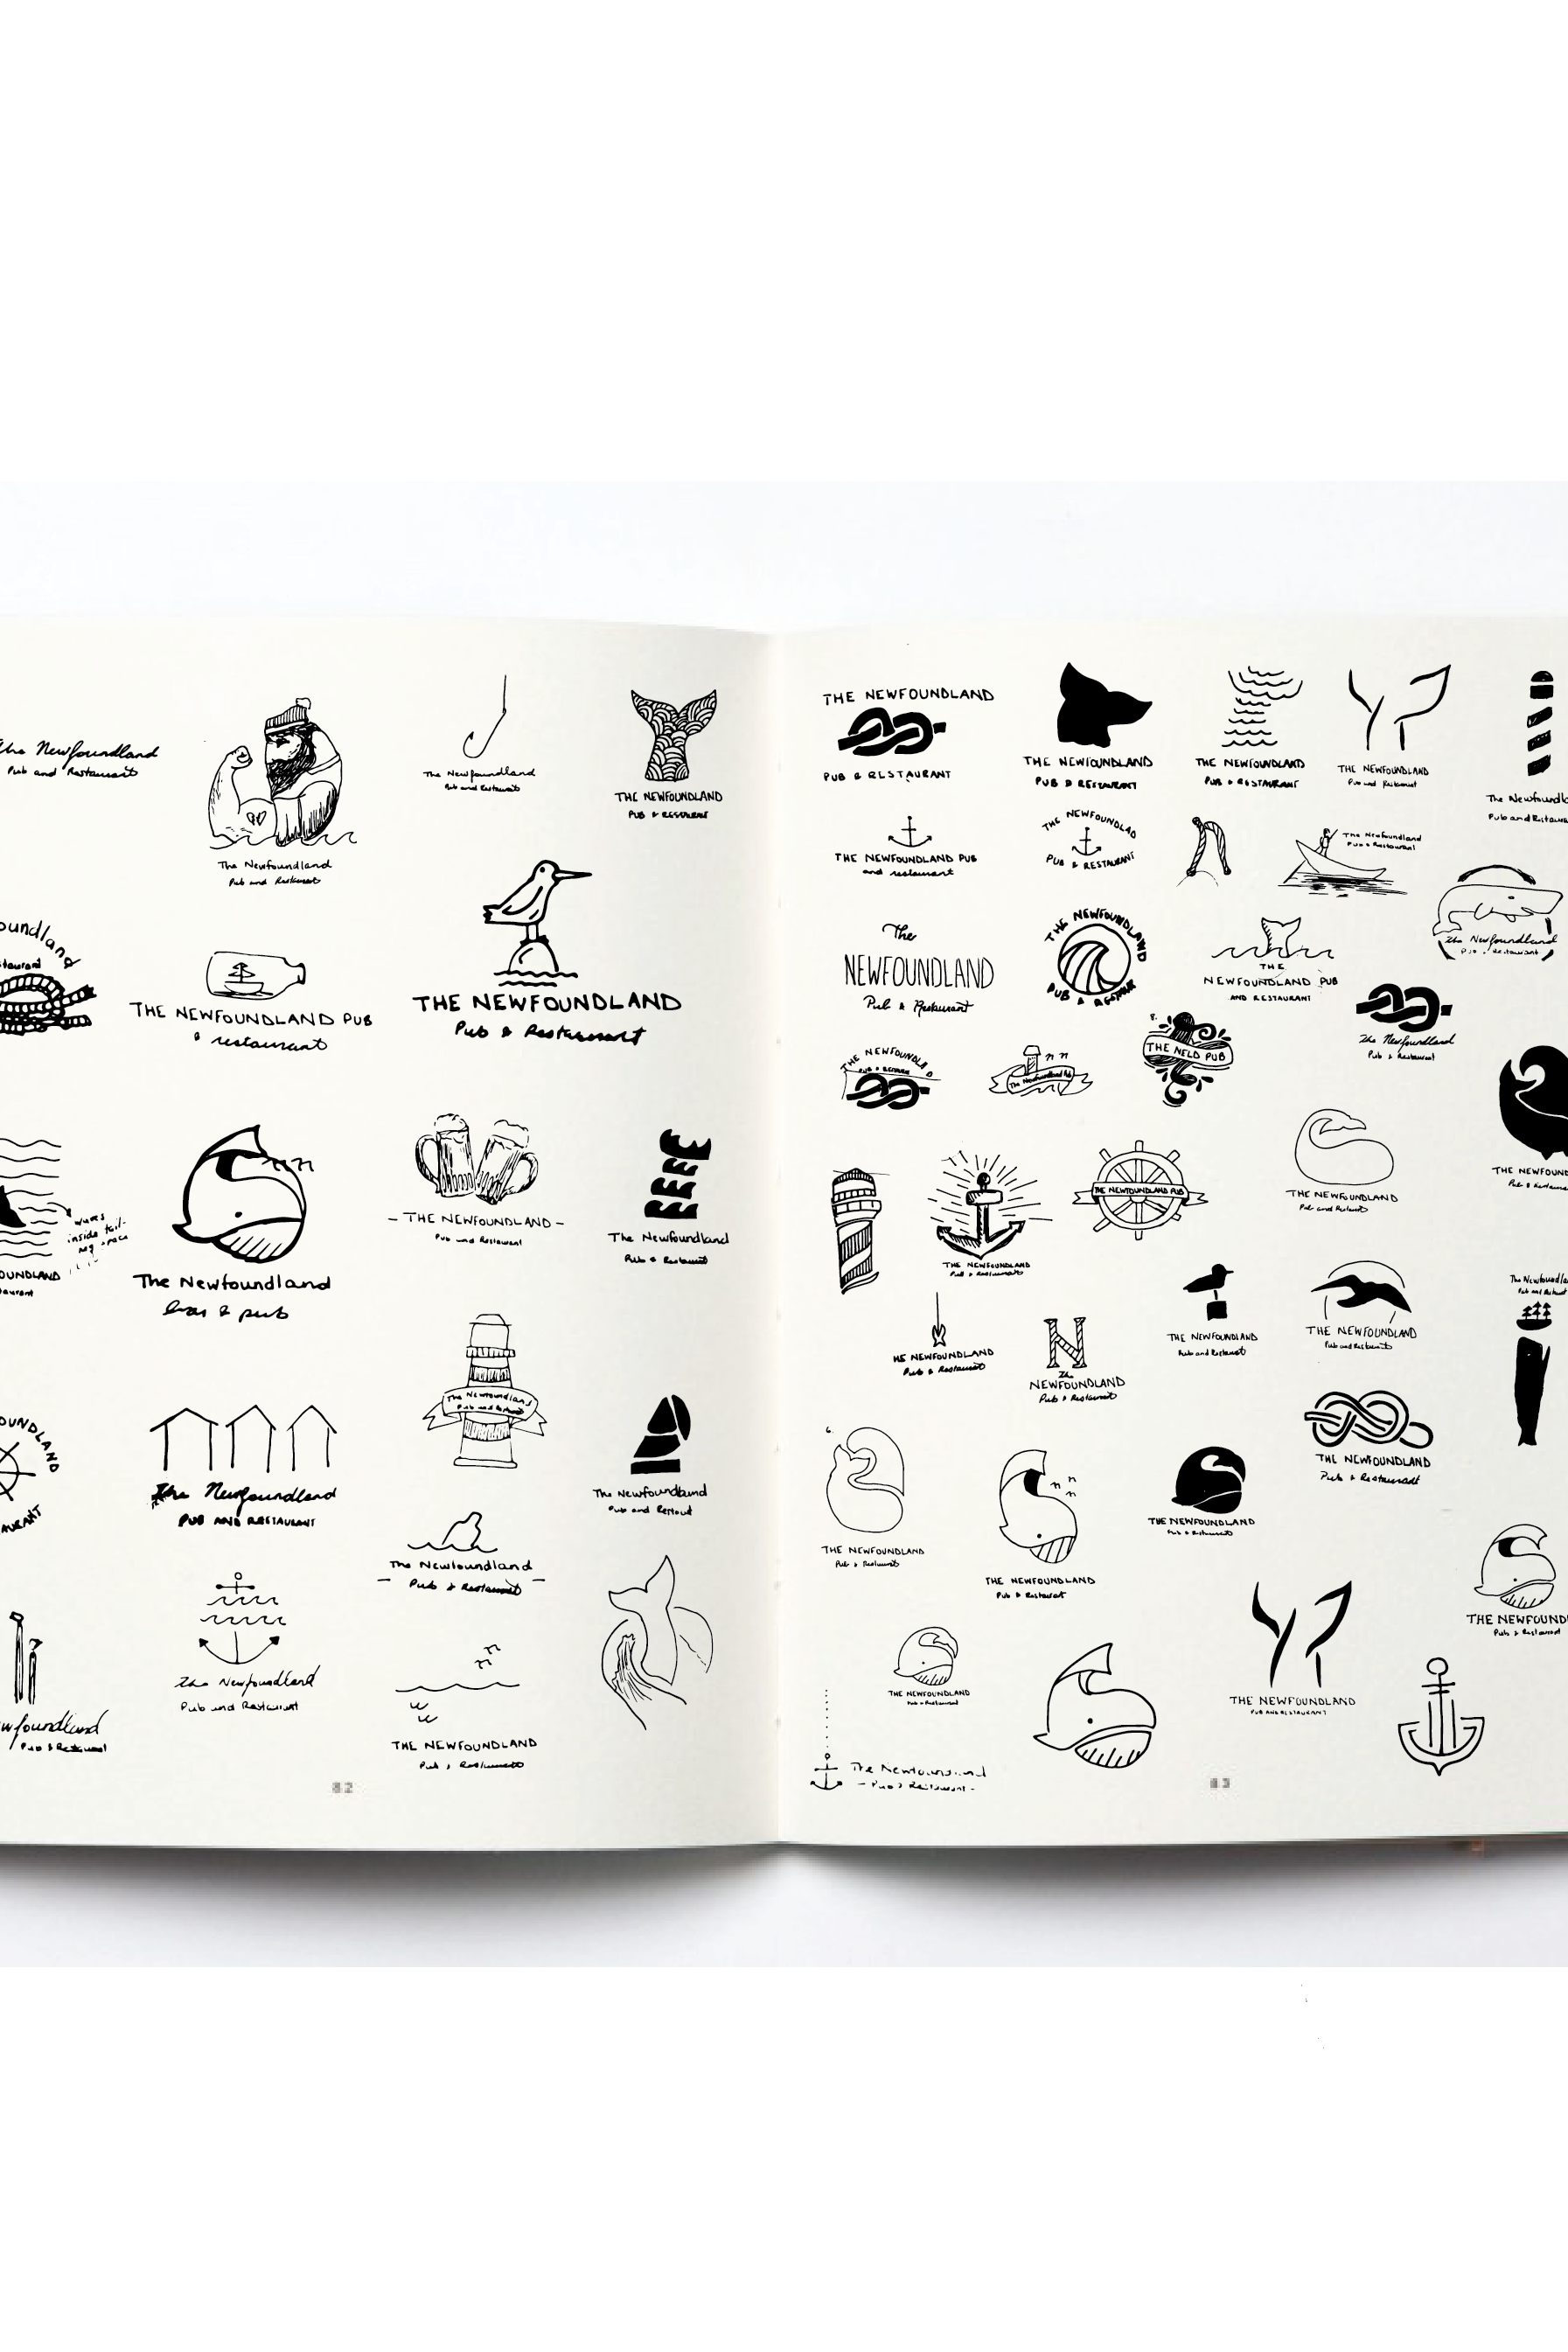 The Newfoundland
Pub and Restaurant
The Newfoundland
Pub and Restaurant
The Newfoundland
Pub and Restaurant
THE NEWFOUNDLAND
PUB & RESTAURANT
oundland
staurant
THE NEWFOUNDLAND PUB
& restaurant
THE NEWFOUNDLAND
Pub & Restaurant
waves
inside tail-
neg space
OUNDLAND
aurant
The Newfoundland
bar & pub
- THE NEWFOUNDLAND -
Pub and Restaurant
The Newfoundland
Pub & Restaurant
The Newfoundland
Pub and Restaurant
OUNDLAND
AURANT
The Newfoundland
PUB AND RESTAURANT
The Newfoundland
Pub and Restaunt
The Newfoundland
- Pub & Restaurant -
wfoundland
Pub & Restaurant
The Newfoundland
Pub and Restaurant
THE NEWFOUNDLAND
Pub & Restaurant
82
THE NEWFOUNDLAND
PUB & RESTAURANT
THE NEWFOUNDLAND
PUB & RESTAURANT
THE NEWFOUNDLAND
PUB & RESTAURANT
THE NEWFOUNDLAND
Pub and Restaurant
The Newfoundla
Pub and Restaura
THE NEWFOUNDLAND PUB
and restaurant
THE NEWFOUNDLAD
PUB & RESTAURANT
The Newfoundland
Pub & Restaurant
The Newfoundland
Pub & Restaurant
The
NEWFOUNDLAND
Pub & Restaurant
THE NEWFOUNDLAND
PUB &
THE
NEWFOUNDLAND PUB
AND RESTAURANT
The Newfoundland
Pub & Restaurant
THE NEWFOUNDLAND
PUB & RESTAURANT
The Newfoundland Pub
8.
THE NFLD PUB
THE NEWFOUND
Pub & Restaurant
THE NEWFOUNDLAND
Pub & Restaurant
THE NEWFOUNDLAND PUB
THE NEWFOUNDLAND
Pub and Restaurant
HE NEWFOUNDLAND
Pub & Restaurant
The
NEWFOUNDLAND
Pub & Restaurant
THE NEWFOUNDLAND
Pub and Restaurant
THE NEWFOUNDLAND
Pub and Restaurant
The Newfoundla
Pub and Restaurant
THE NEWFOUNDLAND
Pub & Restaurant
6.
THE NEWFOUNDLAND
Pub & Restaurant
THE NEWFOUNDLAND
Pub & Restaurant
THE NEWFOUNDLAND
Pub & Restaurant
THE NEWFOUND
Pub & Restaurant
THE NEWFOUNDLAND
Pub & Restaurant
THE NEWFOUNDLAND
PUB AND RESTAURANT
The Newfoundland
- Pub & Restaurant -
83